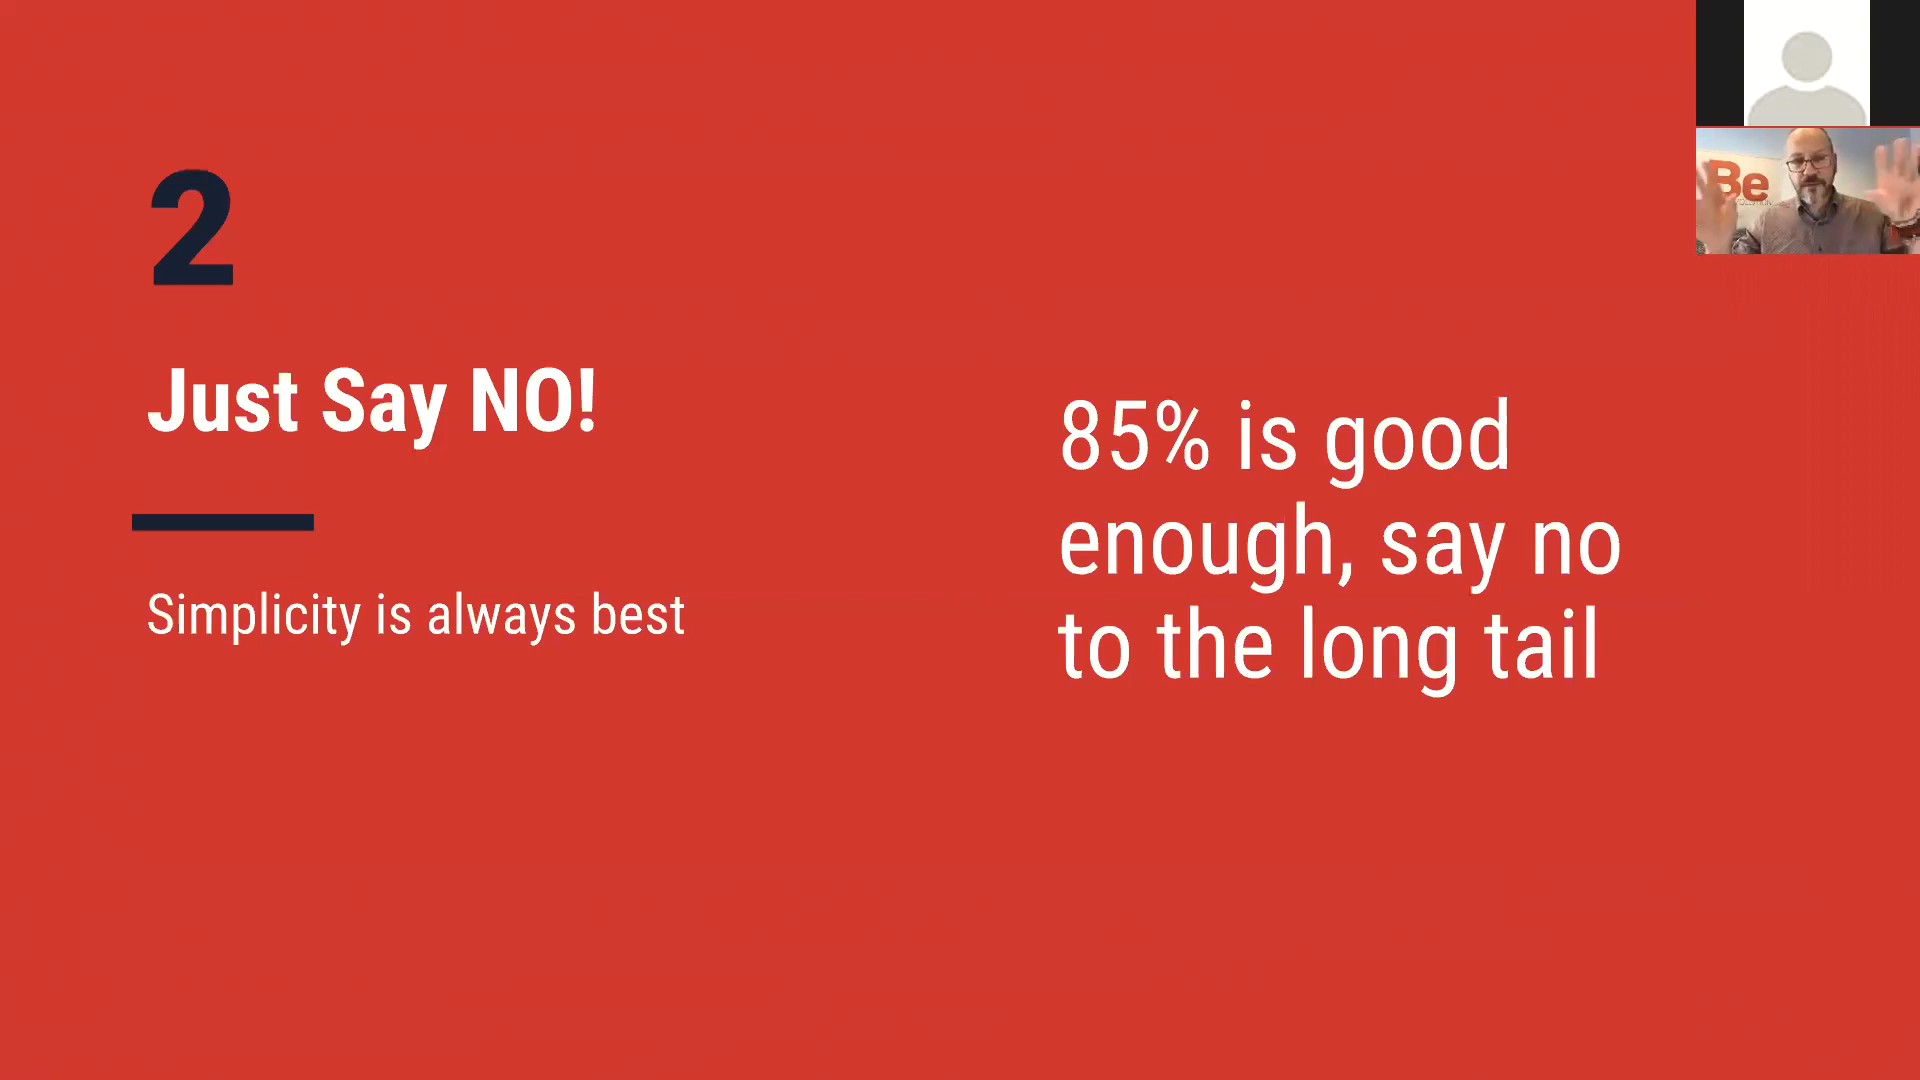 2
Just Say NO!
Simplicity is always best
85% is good
enough, say no
to the long tail
Be